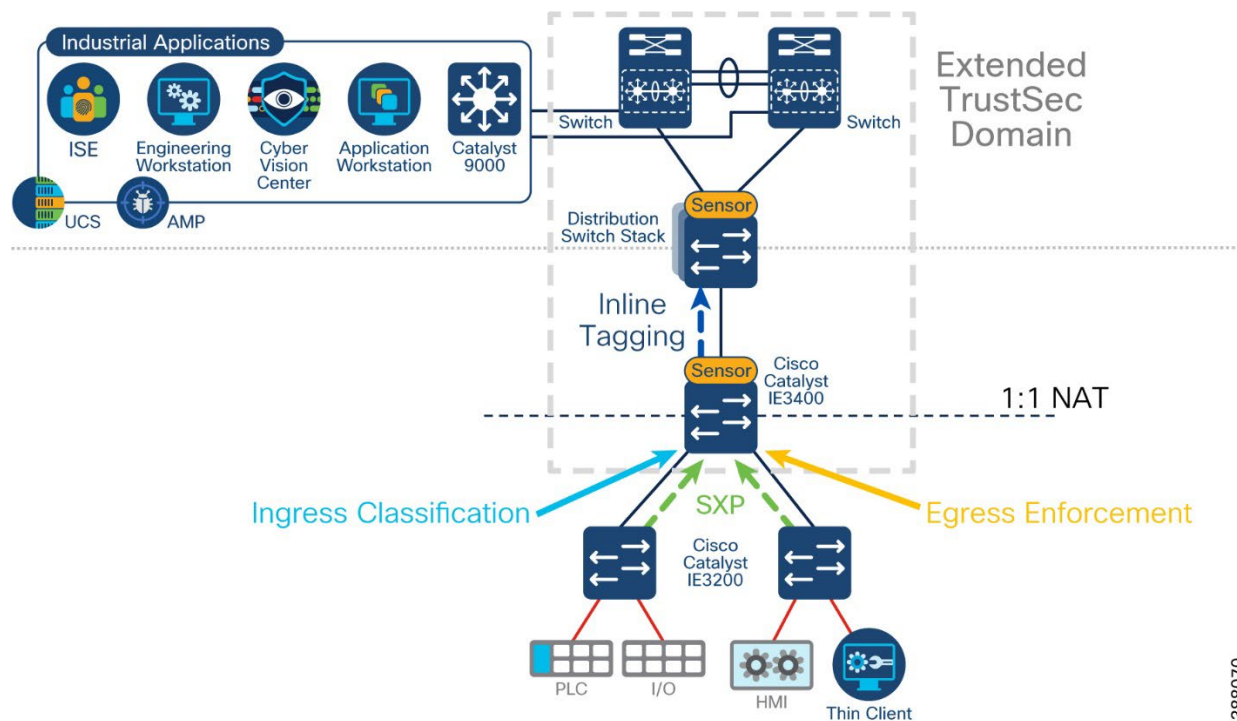 Industrial Applications
ISE
Engineering
Workstation
Cyber
Vision
Center
Application
Workstation
Catalyst
9000
UCS
AMP
Switch
Switch
Extended
TrustSec
Domain
Sensor
Distribution
Switch Stack
Inline
Tagging
Sensor
Cisco
Catalyst
IE3400
1:1 NAT
Ingress Classification
SXP
Egress Enforcement
Cisco
Catalyst
IE3200
PLC
I/O
HMI
Thin Client
388070